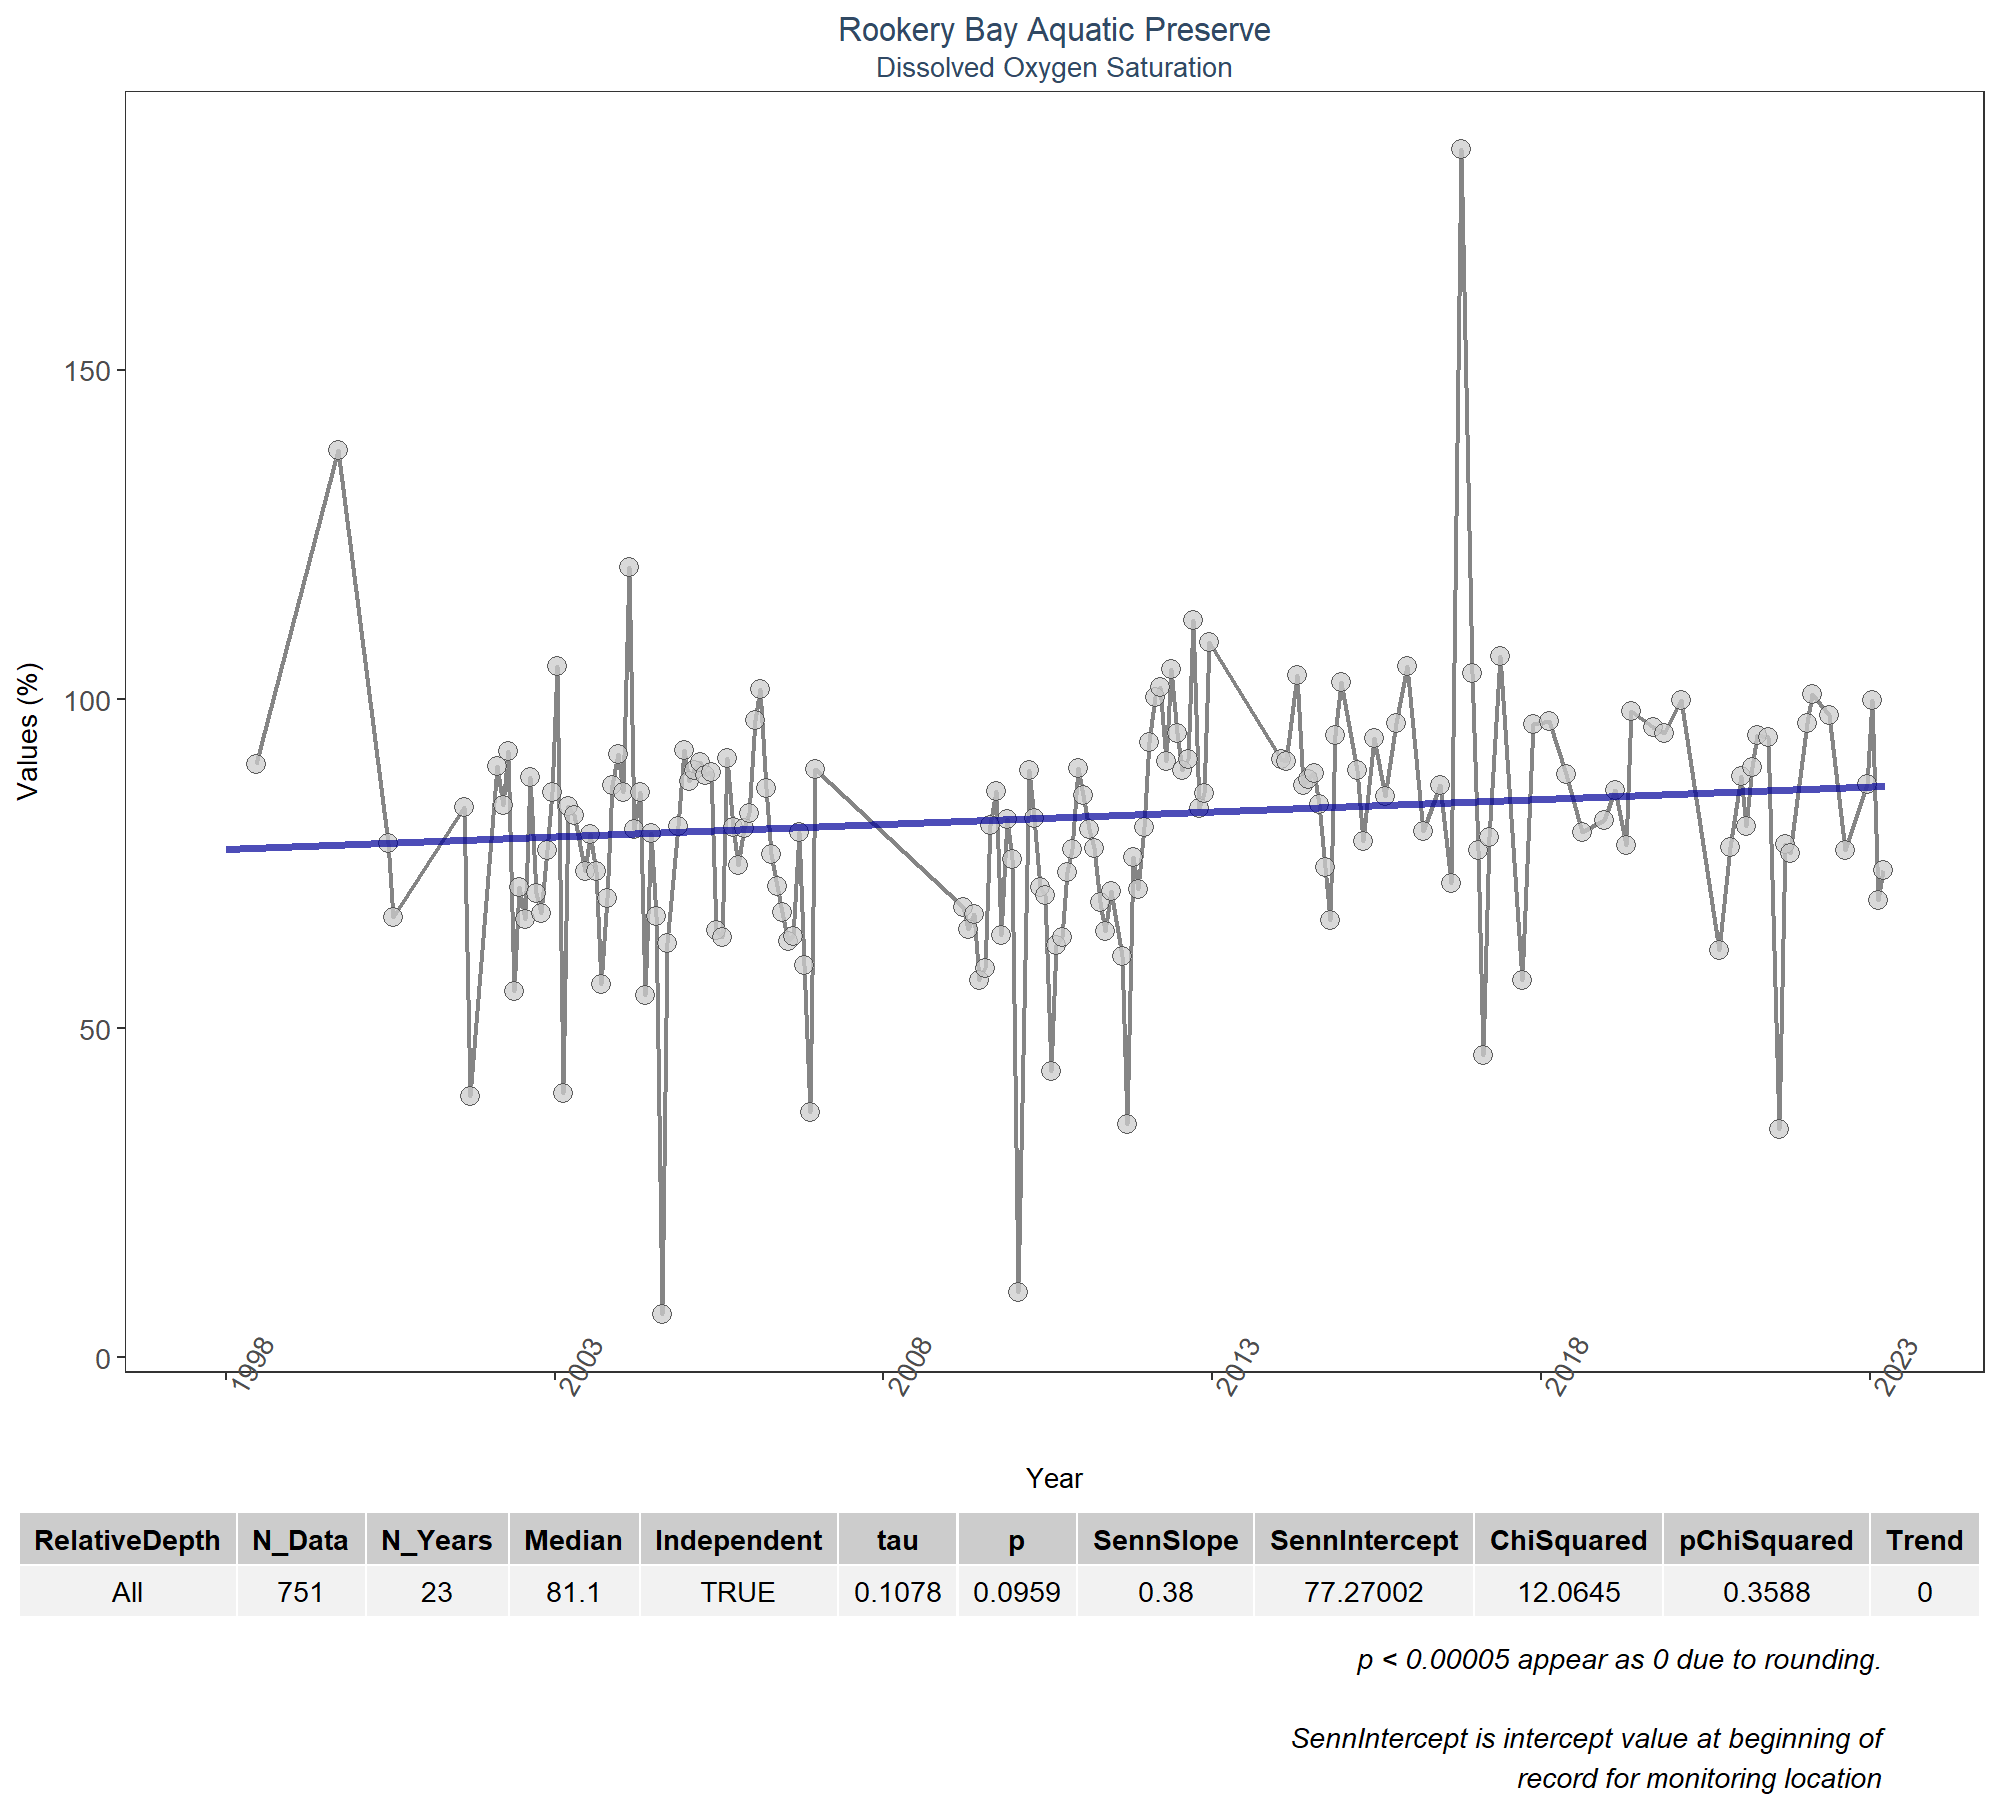 Rookery Bay Aquatic Preserve
Dissolved Oxygen Saturation
Values (%)
150
100
50
0
1998
2003
2008
2013
2018
2023
Year
RelativeDepth N_Data N_Years Median Independent tau p SennSlope SennIntercept ChiSquared pChiSquared Trend
All 751 23 81.1 TRUE 0.1078 0.0959 0.38 77.27002 12.0645 0.3588 0
p < 0.00005 appear as 0 due to rounding.
SennIntercept is intercept value at beginning of
record for monitoring location